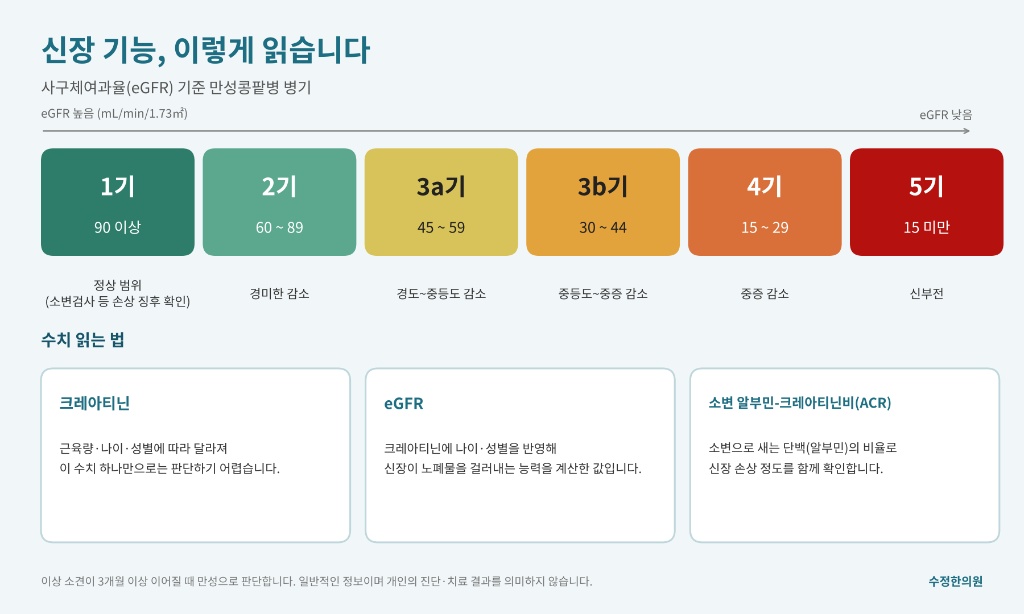 신장 기능, 이렇게 읽습니다
사구체여과율(eGFR) 기준 만성콩팥병 병기
eGFR 높음 (mL/min/1.73㎡)
eGFR 낮음
1기
90 이상
2기
60 ~ 89
3a기
45 ~ 59
3b기
30 ~ 44
4기
15 ~ 29
5기
15 미만
정상 범위
(소변검사 등 손상 징후 확인)
경미한 감소
경도~중등도 감소
중등도~중증 감소
중증 감소
신부전
수치 읽는 법
크레아티닌
근육량·나이·성별에 따라 달라져
이 수치 하나만으로는 판단하기 어렵습니다.
eGFR
크레아티닌에 나이·성별을 반영해
신장이 노폐물을 걸러내는 능력을 계산한 값입니다.
소변 알부민-크레아티닌비(ACR)
소변으로 새는 단백(알부민)의 비율로
신장 손상 정도를 함께 확인합니다.
이상 소견이 3개월 이상 이어질 때 만성으로 판단합니다. 일반적인 정보이며 개인의 진단·치료 결과를 의미하지 않습니다.
수정한의원